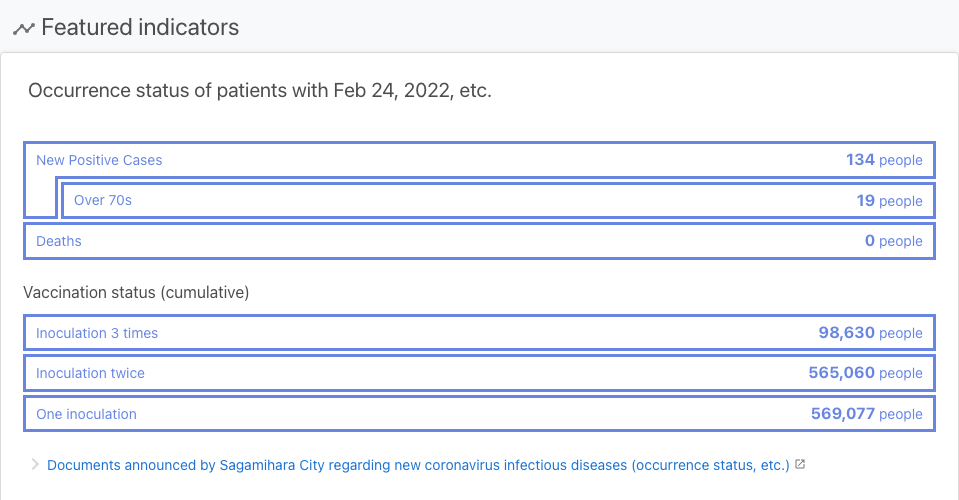 Featured indicators
Occurrence status of patients with Feb 24, 2022, etc.
New Positive Cases 134 people
Over 70s 19 people
Deaths 0 people
Vaccination status (cumulative)
Inoculation 3 times 98,630 people
Inoculation twice 565,060 people
One inoculation 569,077 people
Documents announced by Sagamihara City regarding new coronavirus infectious diseases (occurrence status, etc.)